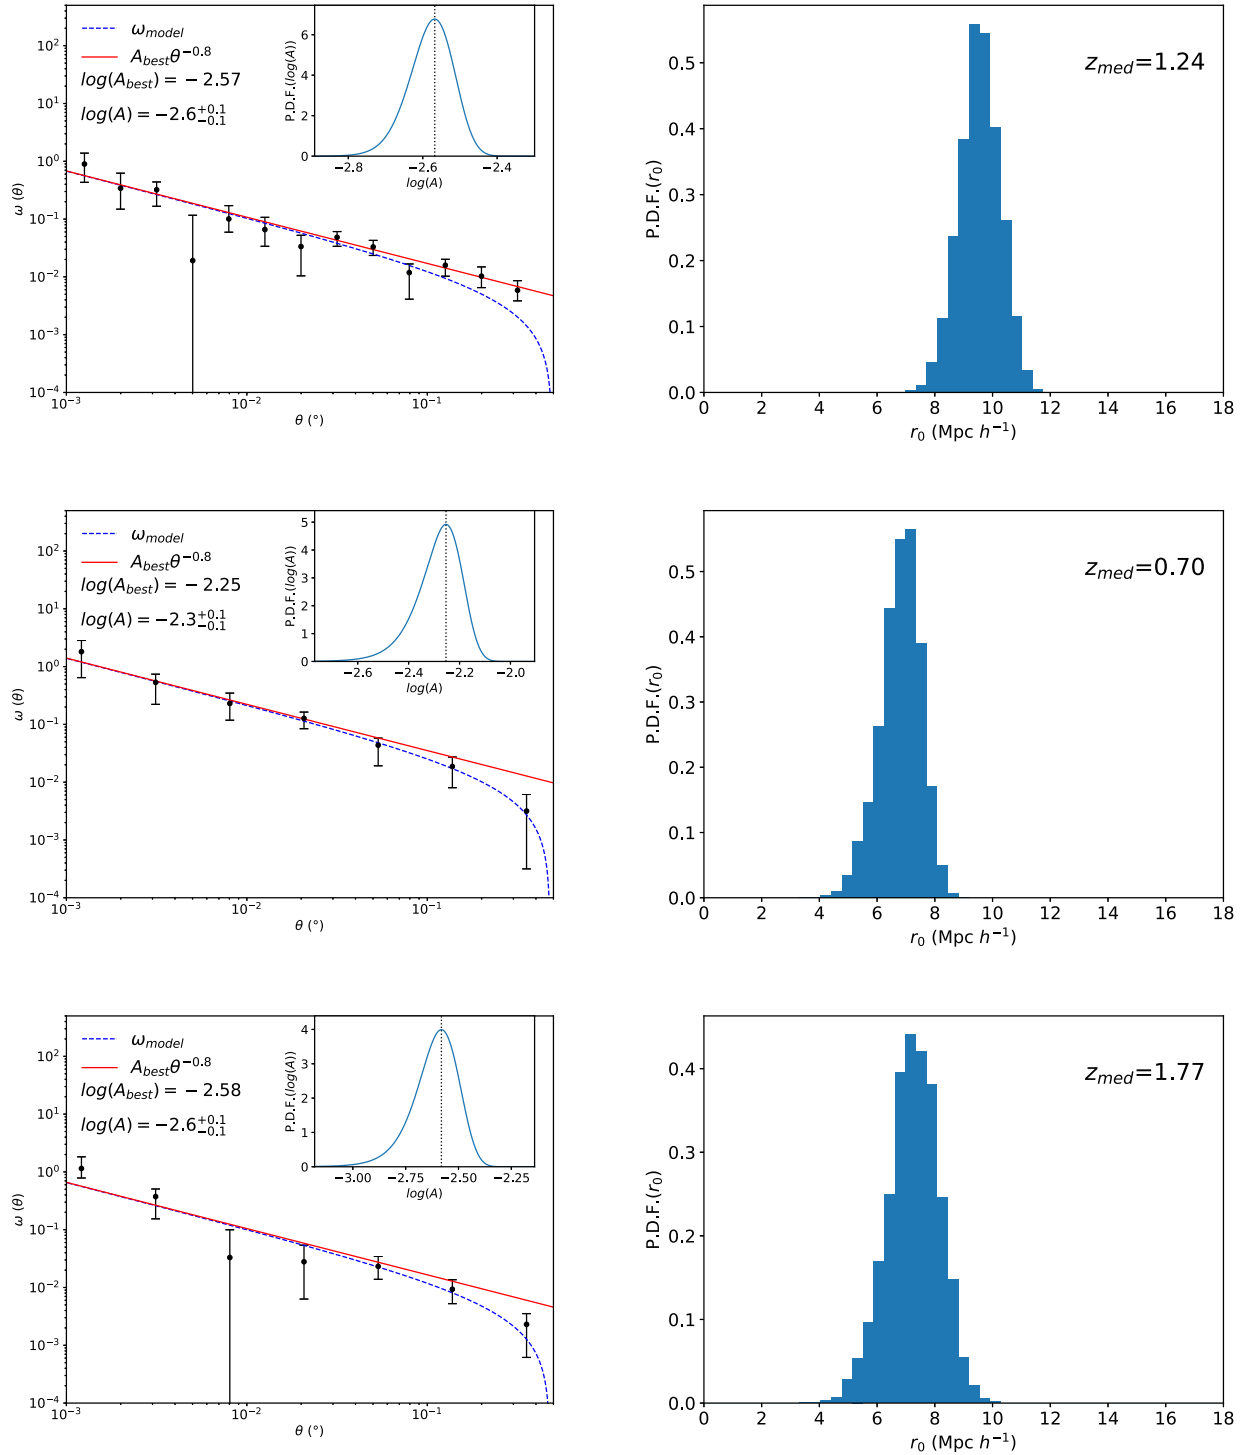 ω_model
A_best θ^−0.8
log(A_best) = −2.57
log(A) = −2.6 +0.1 −0.1
10^2
10^1
10^0
10^−1
10^−2
10^−3
10^−4
ω (θ)
10^−3
10^−2
10^−1
θ (°)
P.D.F.(log(A))
6
4
2
0
−2.8
−2.6
−2.4
log(A)
z_med=1.24
P.D.F.(r_0)
0.5
0.4
0.3
0.2
0.1
0.0
0 2 4 6 8 10 12 14 16 18
r_0 (Mpc h^−1)
ω_model
A_best θ^−0.8
log(A_best) = −2.25
log(A) = −2.3 +0.1 −0.1
10^2
10^1
10^0
10^−1
10^−2
10^−3
10^−4
ω (θ)
10^−3
10^−2
10^−1
θ (°)
P.D.F.(log(A))
5
4
3
2
1
0
−2.6
−2.4
−2.2
−2.0
log(A)
z_med=0.70
P.D.F.(r_0)
0.5
0.4
0.3
0.2
0.1
0.0
0 2 4 6 8 10 12 14 16 18
r_0 (Mpc h^−1)
ω_model
A_best θ^−0.8
log(A_best) = −2.58
log(A) = −2.6 +0.1 −0.1
10^2
10^1
10^0
10^−1
10^−2
10^−3
10^−4
ω (θ)
10^−3
10^−2
10^−1
θ (°)
P.D.F.(log(A))
4
3
2
1
0
−3.00
−2.75
−2.50
−2.25
log(A)
z_med=1.77
P.D.F.(r_0)
0.4
0.3
0.2
0.1
0.0
0 2 4 6 8 10 12 14 16 18
r_0 (Mpc h^−1)